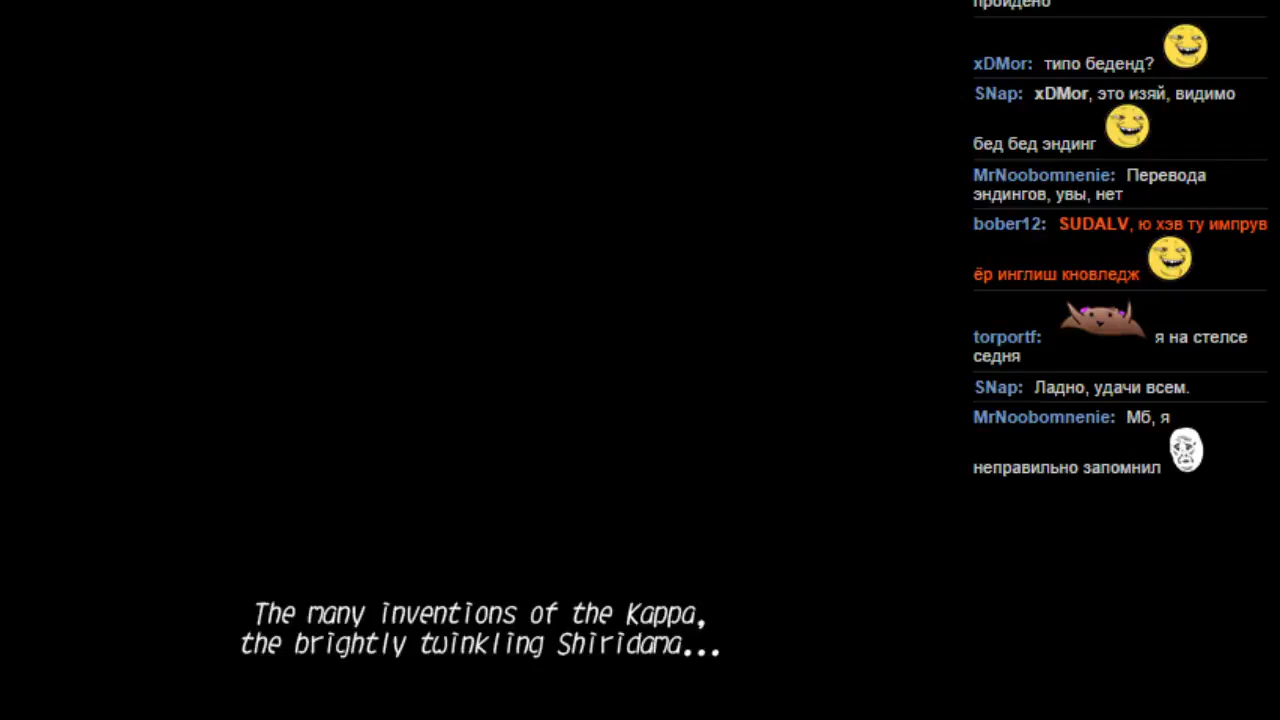 пройдено
xDMor: типо беденд?
SNap: xDMor, это изяй, видимо
бед бед эндинг
MrNoobomnenie: Перевода
эндингов, увы, нет
bober12: SUDALV, ю хэв ту импрув
ёр инглиш кновледж
torportf: я на стелсе
седня
SNap: Ладно, удачи всем.
MrNoobomnenie: Мб, я
неправильно запомнил
The many inventions of the Kappa,
the brightly twinkling Shiridama...